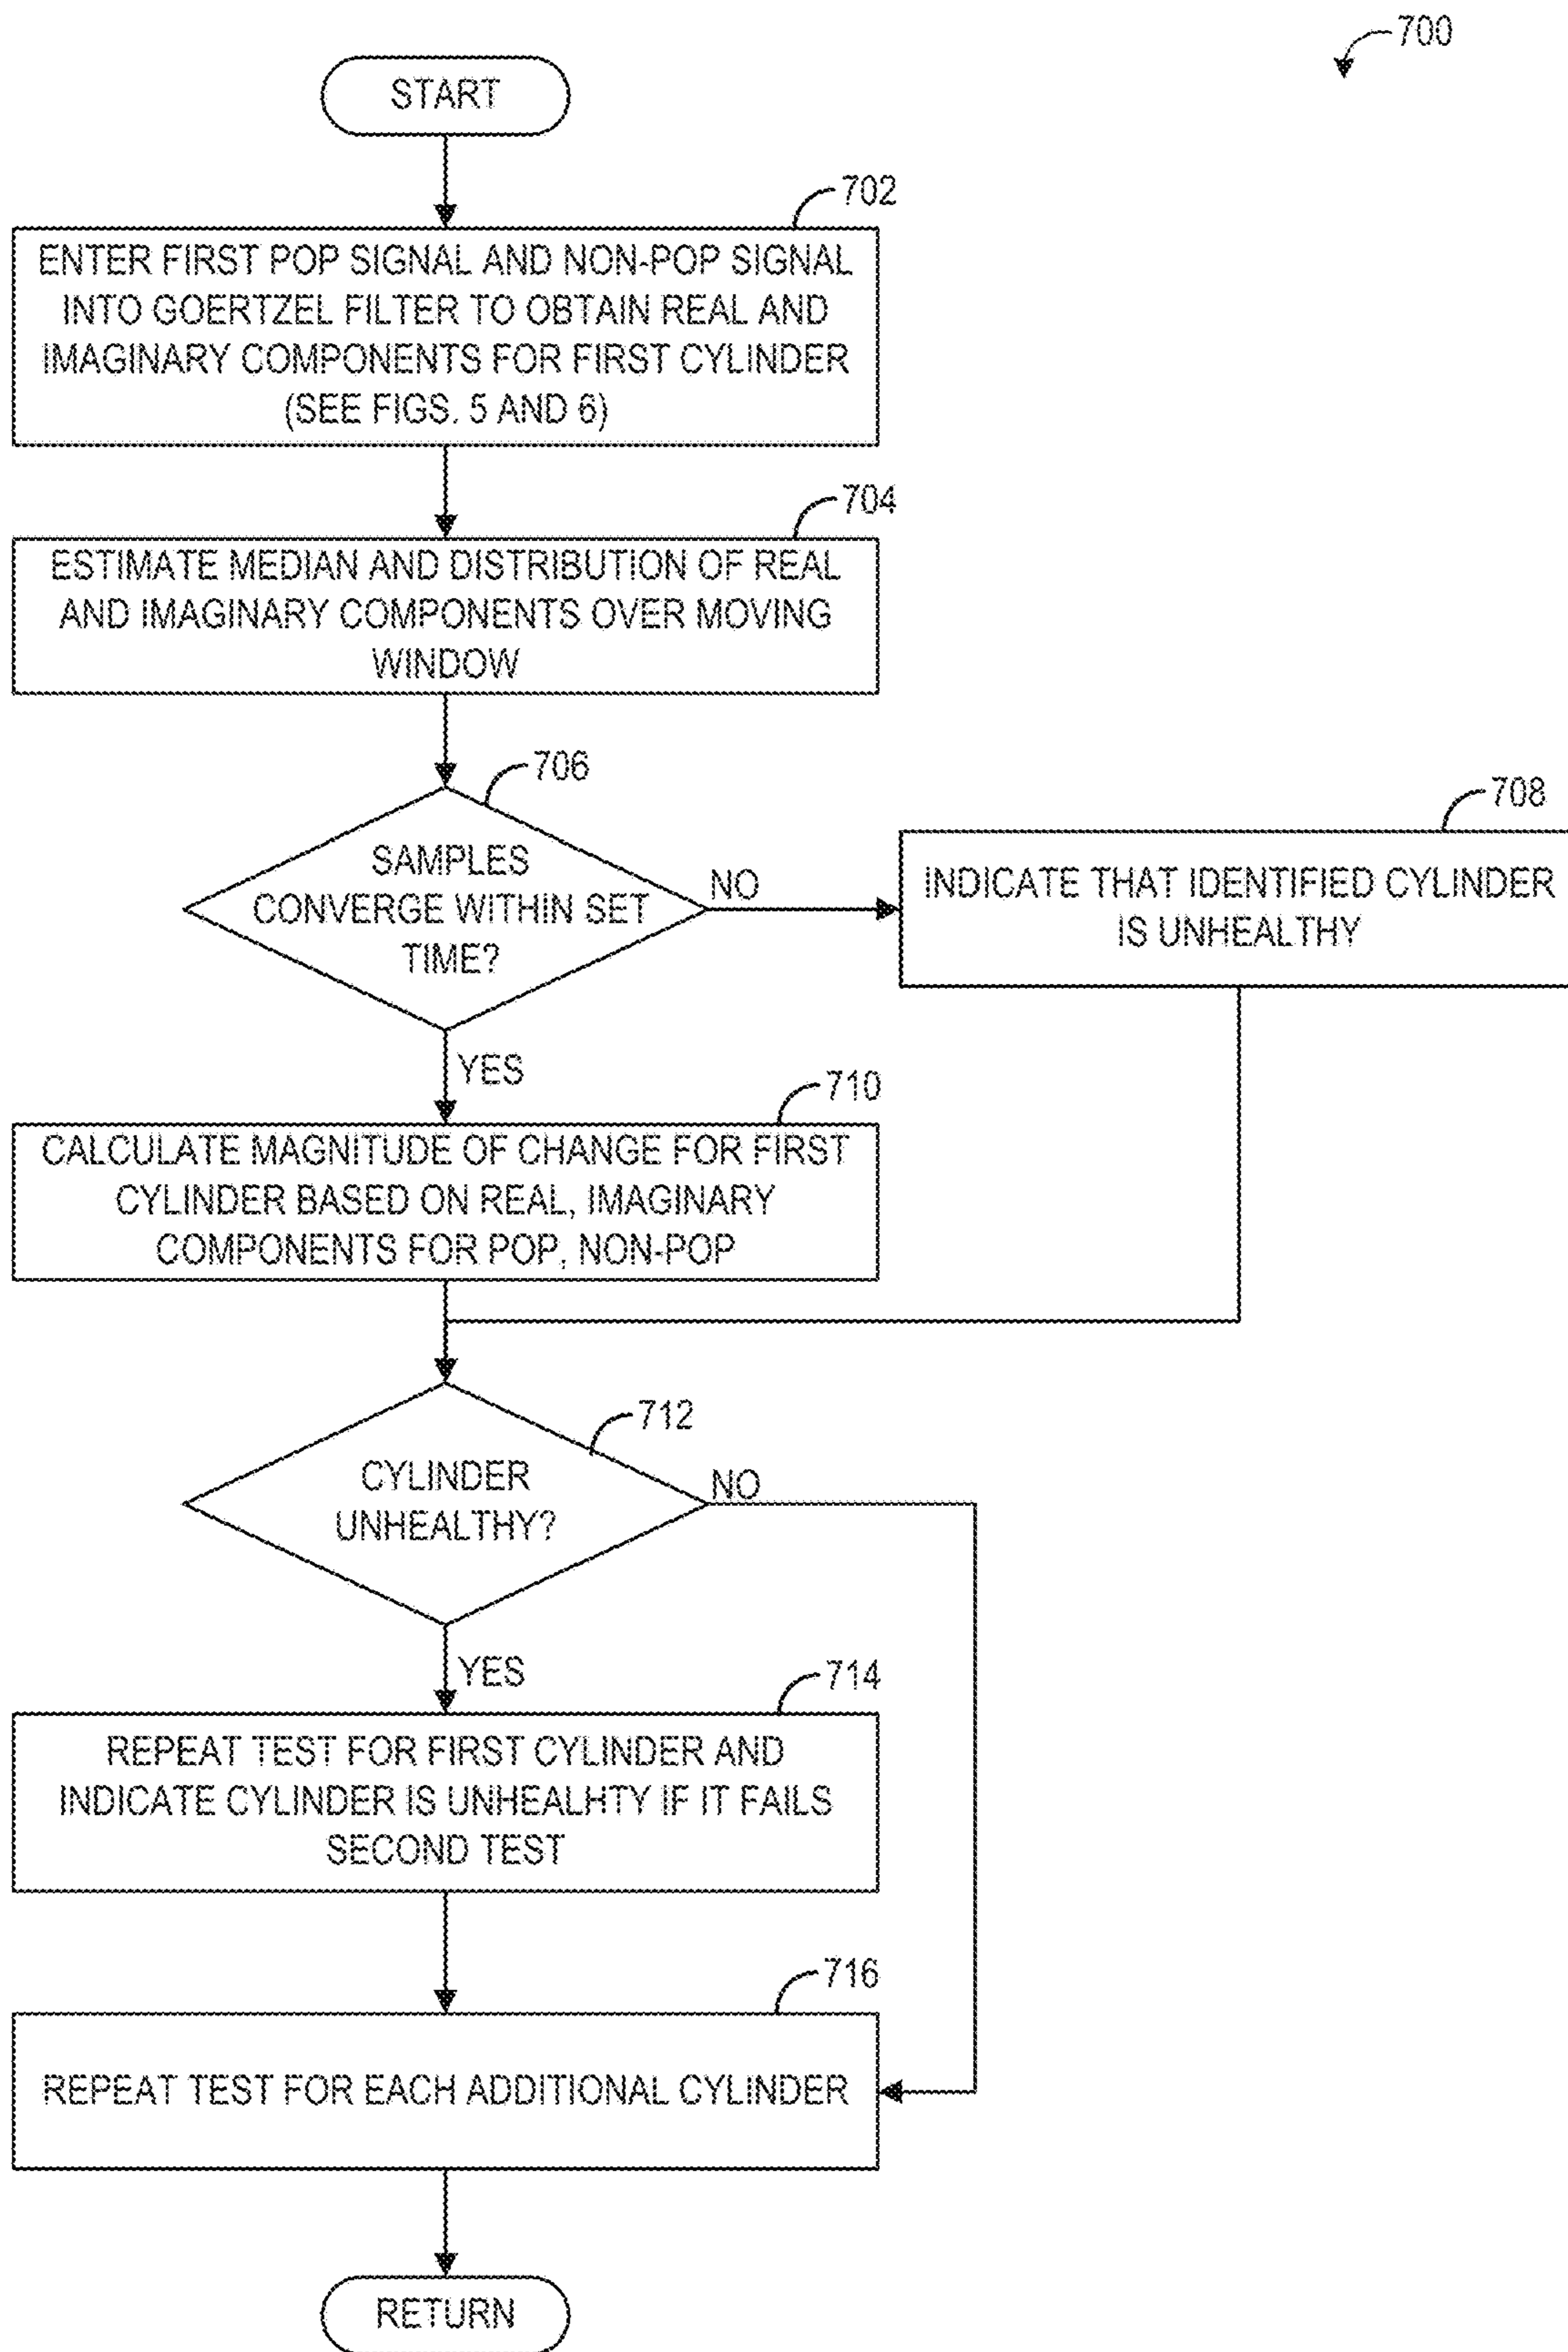 700
START
702
ENTER FIRST POP SIGNAL AND NON-POP SIGNAL
INTO GOERTZEL FILTER TO OBTAIN REAL AND
IMAGINARY COMPONENTS FOR FIRST CYLINDER
(SEE FIGS. 5 AND 6)
704
ESTIMATE MEDIAN AND DISTRIBUTION OF REAL
AND IMAGINARY COMPONENTS OVER MOVING
WINDOW
706
SAMPLES
CONVERGE WITHIN SET
TIME?
NO
708
INDICATE THAT IDENTIFIED CYLINDER
IS UNHEALTHY
YES
710
CALCULATE MAGNITUDE OF CHANGE FOR FIRST
CYLINDER BASED ON REAL, IMAGINARY
COMPONENTS FOR POP, NON-POP
712
CYLINDER
UNHEALTHY?
NO
YES
714
REPEAT TEST FOR FIRST CYLINDER AND
INDICATE CYLINDER IS UNHEALHTY IF IT FAILS
SECOND TEST
716
REPEAT TEST FOR EACH ADDITIONAL CYLINDER
RETURN